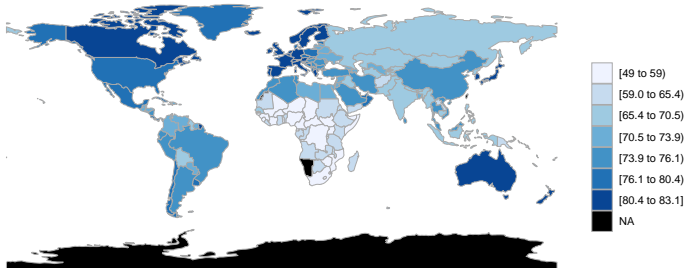 [49 to 59)
[59.0 to 65.4)
[65.4 to 70.5)
[70.5 to 73.9)
[73.9 to 76.1)
[76.1 to 80.4)
[80.4 to 83.1]
NA